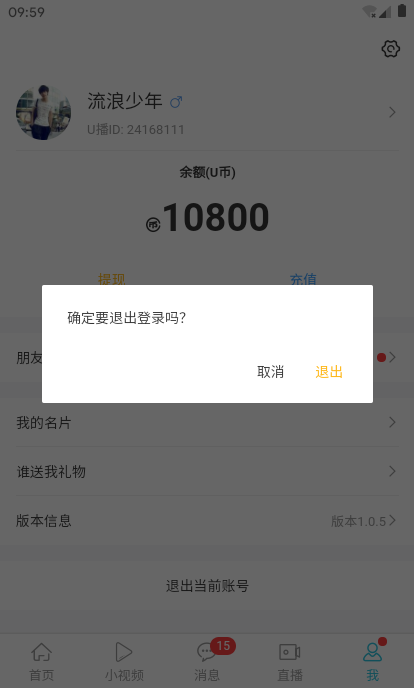 09:59
流浪少年
U播ID: 24168111
余额(U币)
10800
提现
充值
确定要退出登录吗?
朋友
取消
退出
我的名片
谁送我礼物
版本信息
版本1.0.5
退出当前账号
15
首页
小视频
消息
直播
我